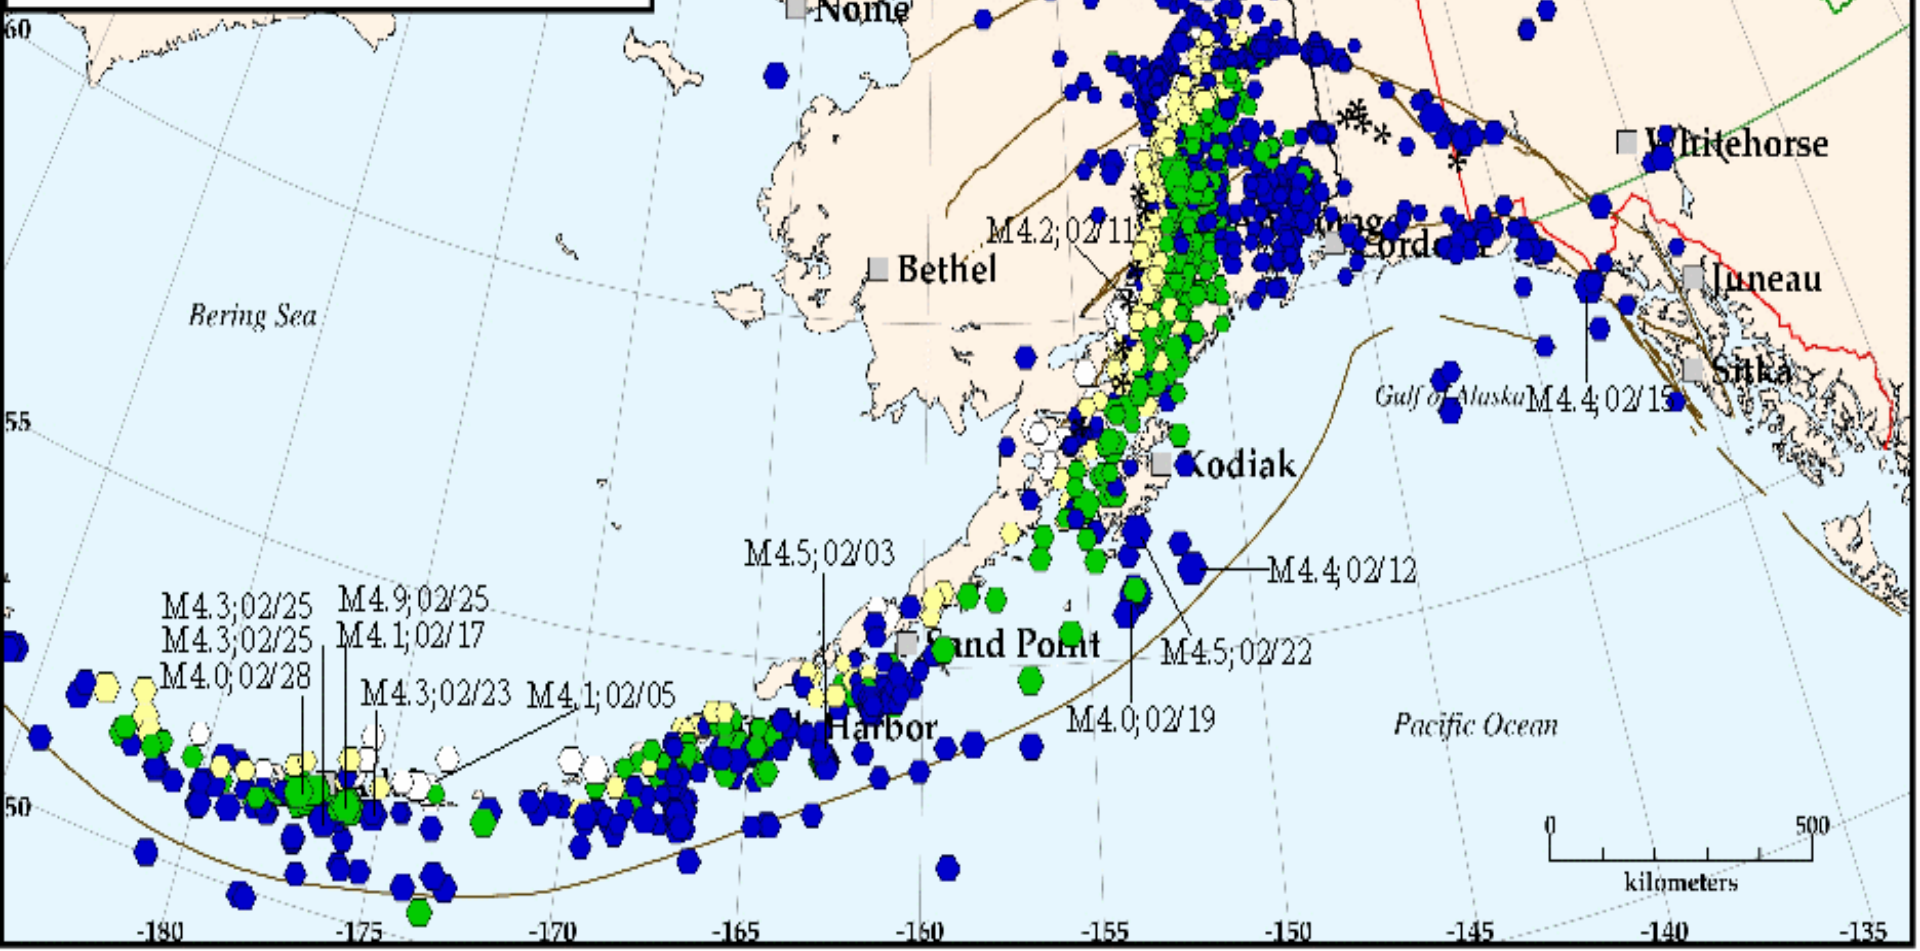 60
Nome
Whitehorse
M4.2;02/11
Bethel
Juneau
Bering Sea
Sitka
Gulf of Alaska
M4.4;02/15
55
Kodiak
M4.5;02/03
M4.4;02/12
M4.3;02/25
M4.9;02/25
M4.3;02/25
M4.1;02/17
Sand Point
M4.5;02/22
M4.0;02/28
M4.3;02/23
M4.1;02/05
M4.0;02/19
Harbor
Pacific Ocean
50
0
500
kilometers
-180
-175
-170
-165
-160
-155
-150
-145
-140
-135